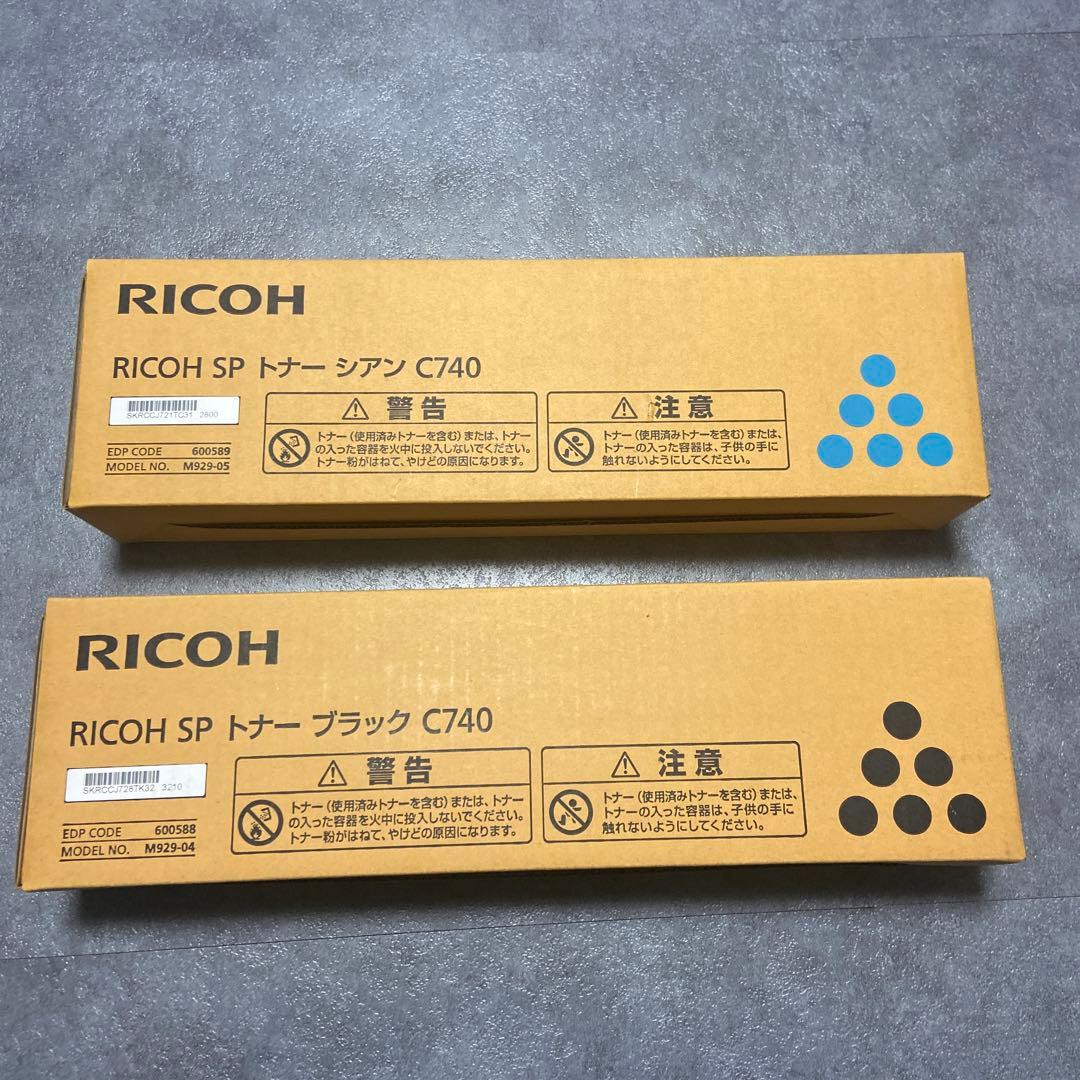 RICOH
RICOH SP トナー シアン C740
SKRCCJ721TC31 2800
EDP CODE 600589
MODEL NO. M929-05
⚠ 警告
トナー（使用済みトナーを含む）または、トナー
の入った容器を火中に投入しないでください。
トナー粉がはねて、やけどの原因になります。
⚠ 注意
トナー（使用済みトナーを含む）または、
トナーの入った容器は、子供の手に
触れないようにしてください。
RICOH
RICOH SP トナー ブラック C740
SKRCCJ728TK32 3210
EDP CODE 600588
MODEL NO. M929-04
⚠ 警告
トナー（使用済みトナーを含む）または、トナー
の入った容器を火中に投入しないでください。
トナー粉がはねて、やけどの原因になります。
⚠ 注意
トナー（使用済みトナーを含む）または、
トナーの入った容器は、子供の手に
触れないようにしてください。